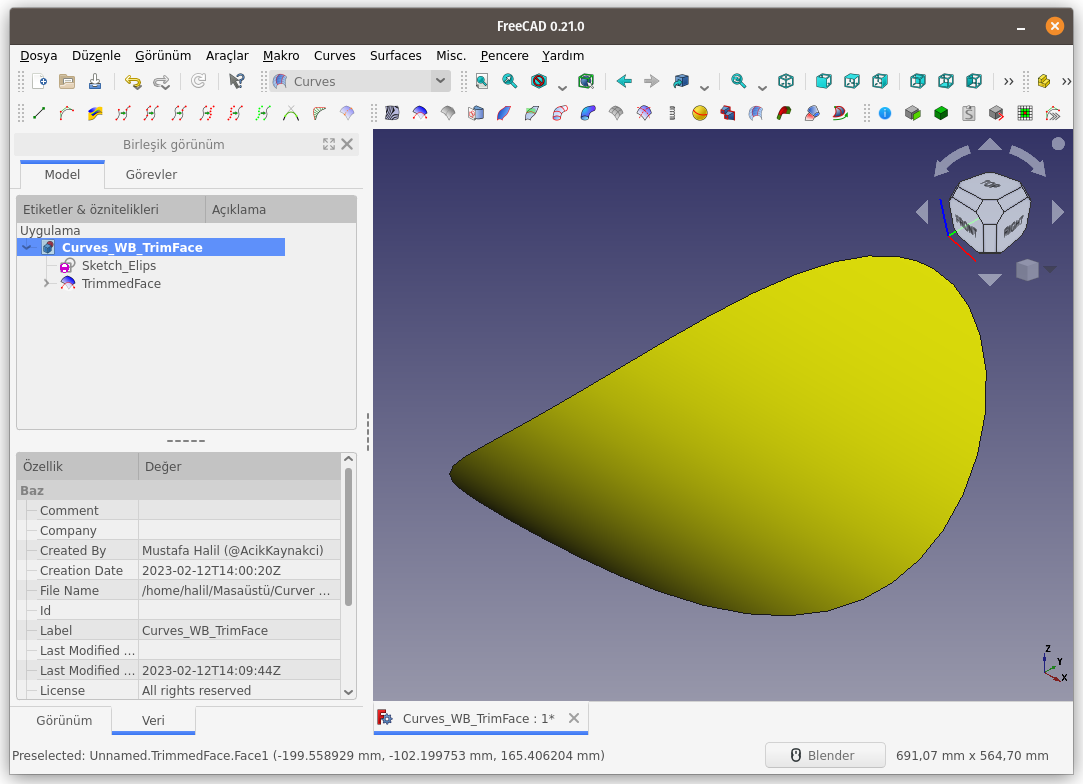 FreeCAD 0.21.0
Dosya Düzenle Görünüm Araçlar Makro Curves Surfaces Misc. Pencere Yardım
Curves
Birleşik görünüm
Model Görevler
Etiketler & öznitelikleri Açıklama
Uygulama
Curves_WB_TrimFace
Sketch_Elips
TrimmedFace
TOP
FRONT RIGHT
Özellik Değer
Baz
Comment
Company
Created By Mustafa Halil (@AcikKaynakci)
Creation Date 2023-02-12T14:00:20Z
File Name /home/halil/Masaüstü/Curver ...
Id
Label Curves_WB_TrimFace
Last Modified ...
Last Modified ... 2023-02-12T14:09:44Z
License All rights reserved
Z
Y
X
Görünüm Veri
Curves_WB_TrimFace : 1*
Preselected: Unnamed.TrimmedFace.Face1 (-199.558929 mm, -102.199753 mm, 165.406204 mm) Blender 691,07 mm x 564,70 mm